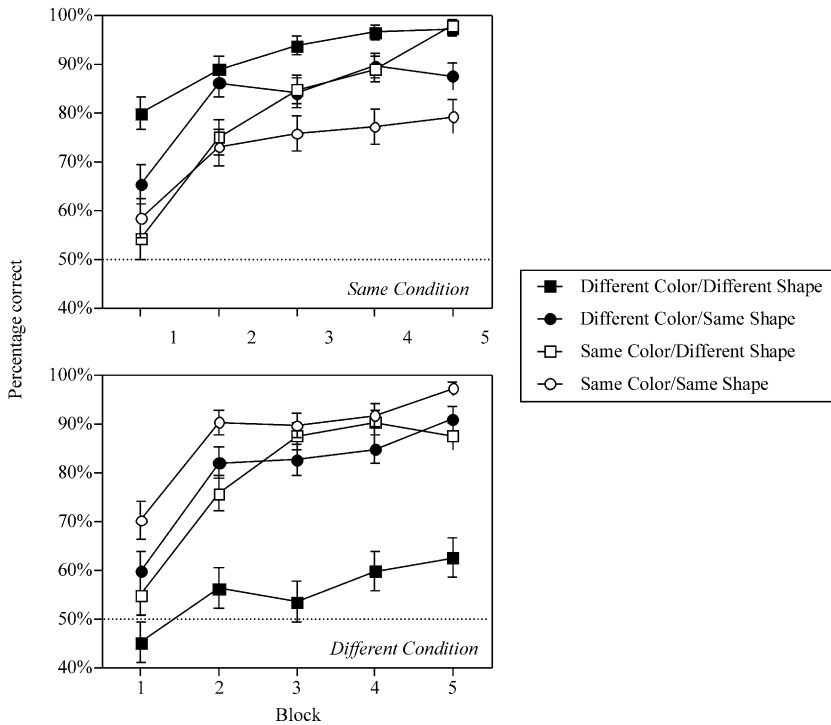 100%
90%
80%
70%
60%
50%
40%
Same Condition
1 2 3 4 5
Percentage correct
100%
90%
80%
70%
60%
50%
40%
Different Condition
1 2 3 4 5
Block
Different Color/Different Shape
Different Color/Same Shape
Same Color/Different Shape
Same Color/Same Shape